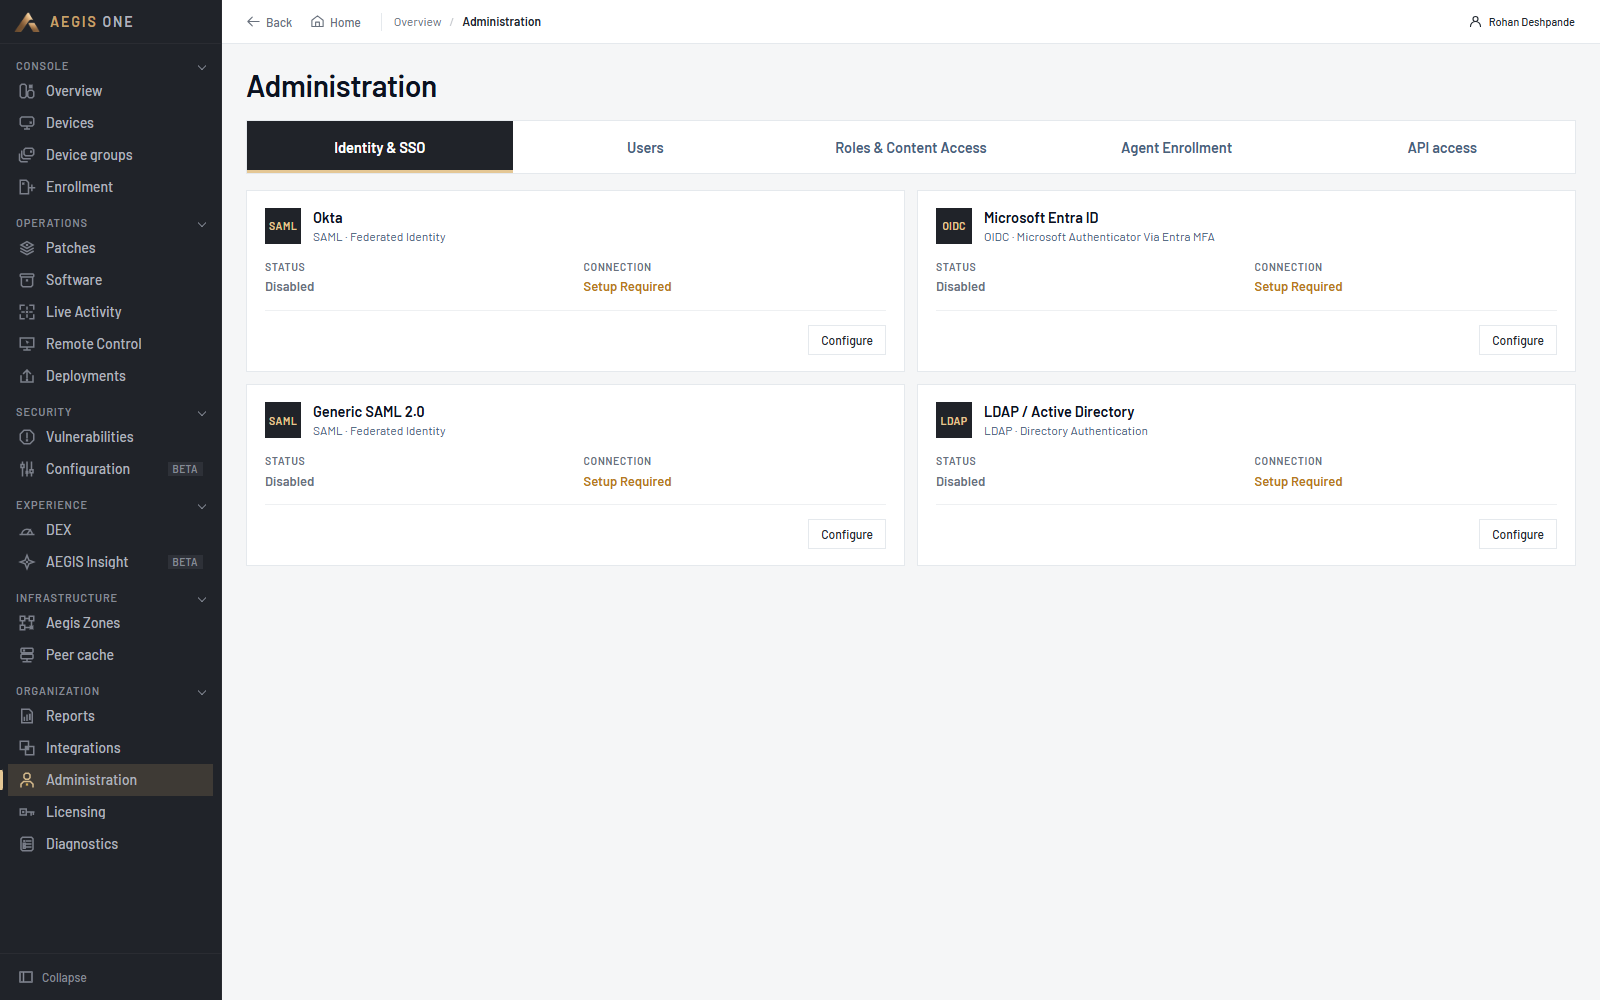 AEGIS ONE
CONSOLE
Overview
Devices
Device groups
Enrollment
OPERATIONS
Patches
Software
Live Activity
Remote Control
Deployments
SECURITY
Vulnerabilities
Configuration BETA
EXPERIENCE
DEX
AEGIS Insight BETA
INFRASTRUCTURE
Aegis Zones
Peer cache
ORGANIZATION
Reports
Integrations
Administration
Licensing
Diagnostics
Collapse
Back Home Overview / Administration Rohan Deshpande
Administration
Identity & SSO Users Roles & Content Access Agent Enrollment API access
SAML
Okta
SAML · Federated Identity
STATUS CONNECTION
Disabled Setup Required
Configure
OIDC
Microsoft Entra ID
OIDC · Microsoft Authenticator Via Entra MFA
STATUS CONNECTION
Disabled Setup Required
Configure
SAML
Generic SAML 2.0
SAML · Federated Identity
STATUS CONNECTION
Disabled Setup Required
Configure
LDAP
LDAP / Active Directory
LDAP · Directory Authentication
STATUS CONNECTION
Disabled Setup Required
Configure